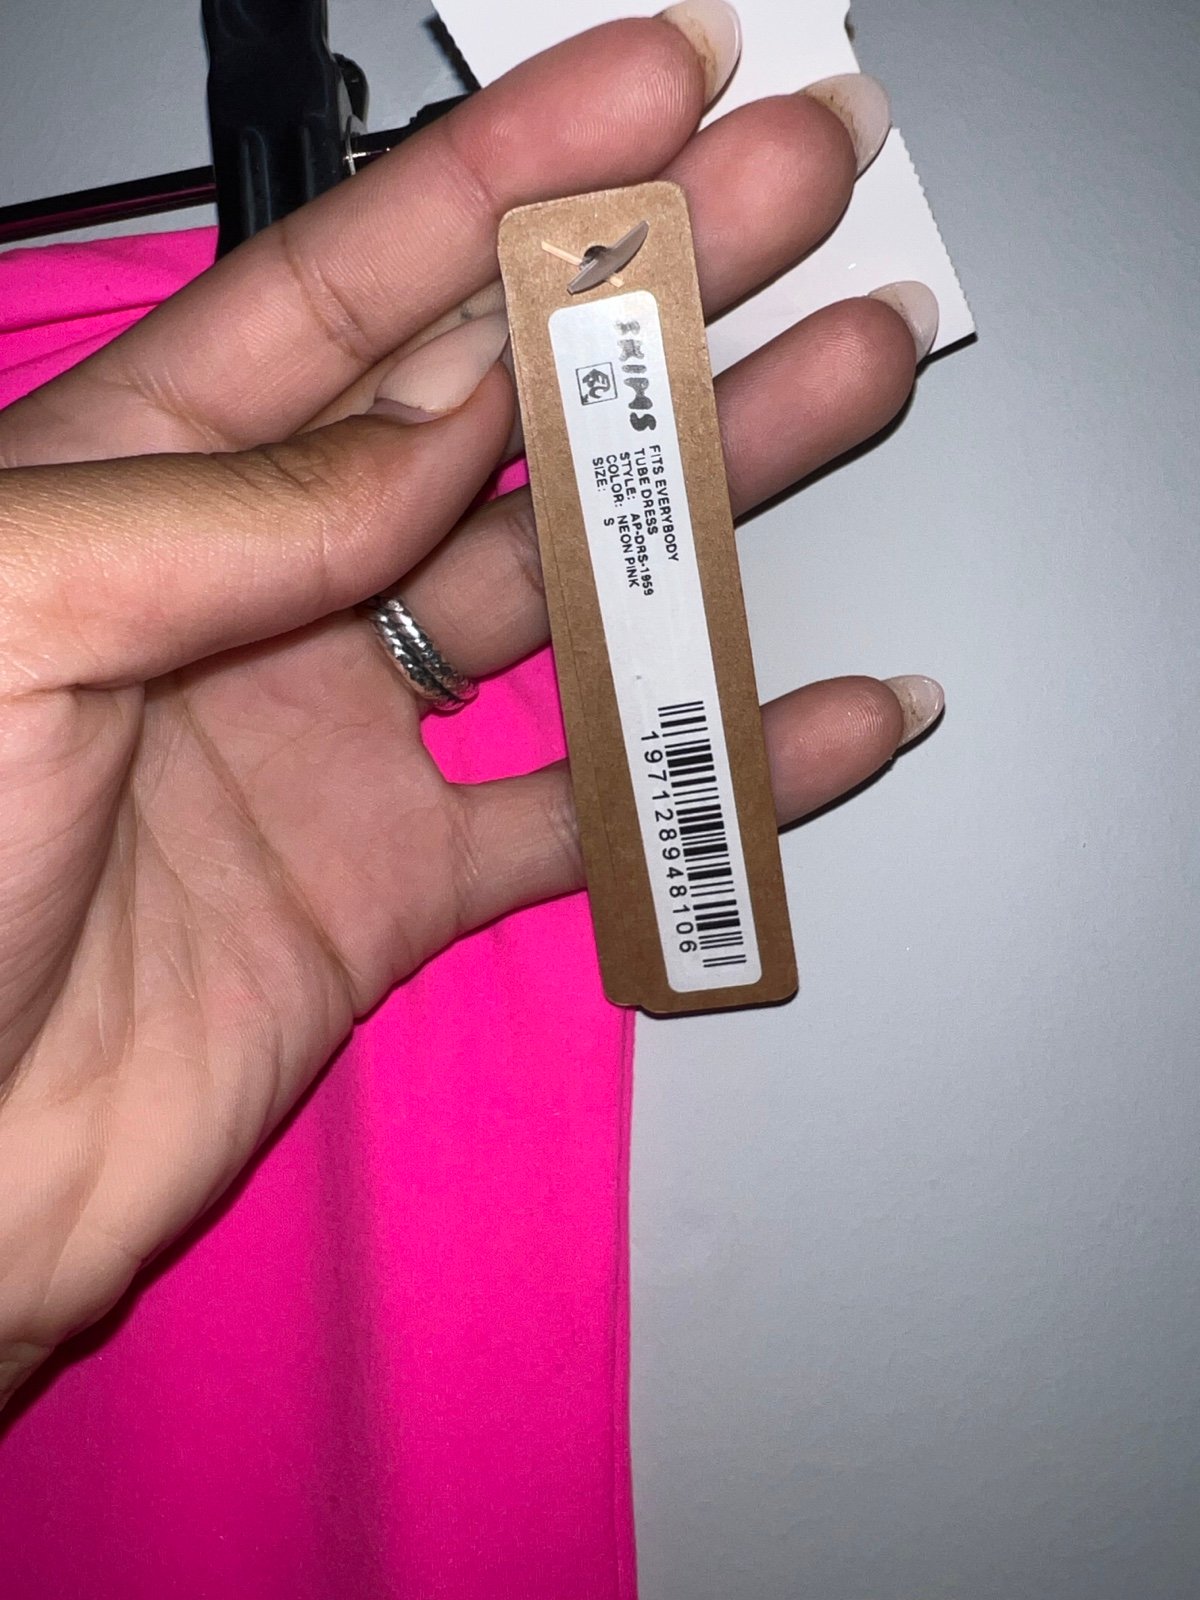 SKIMS
FITS EVERYBODY
TUBE DRESS
STYLE: AP-DRS-1959
COLOR: NEON PINK
SIZE: S
197128948106